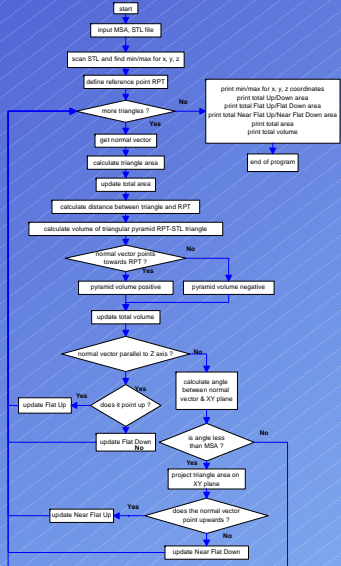 start
input MSA, STL file
scan STL and find min/max for x, y, z
define reference point RPT
more triangles ?
No
Yes
print min/max for x, y, z coordinates
print total Up/Down area
print total Flat Up/Flat Down area
print total Near Flat Up/Near Flat Down area
print total area
print total volume
end of program
get normal vector
calculate triangle area
update total area
calculate distance between triangle and RPT
calculate volume of triangular pyramid RPT-STL triangle
normal vector points
towards RPT ?
No
Yes
pyramid volume positive
pyramid volume negative
update total volume
normal vector parallel to Z axis ?
No
Yes
calculate angle
between normal
vector & XY plane
does it point up ?
Yes
update Flat Up
No
update Flat Down
is angle less
than MSA ?
No
Yes
project triangle area on
XY plane
does the normal vector
point upwards ?
Yes
update Near Flat Up
No
update Near Flat Down